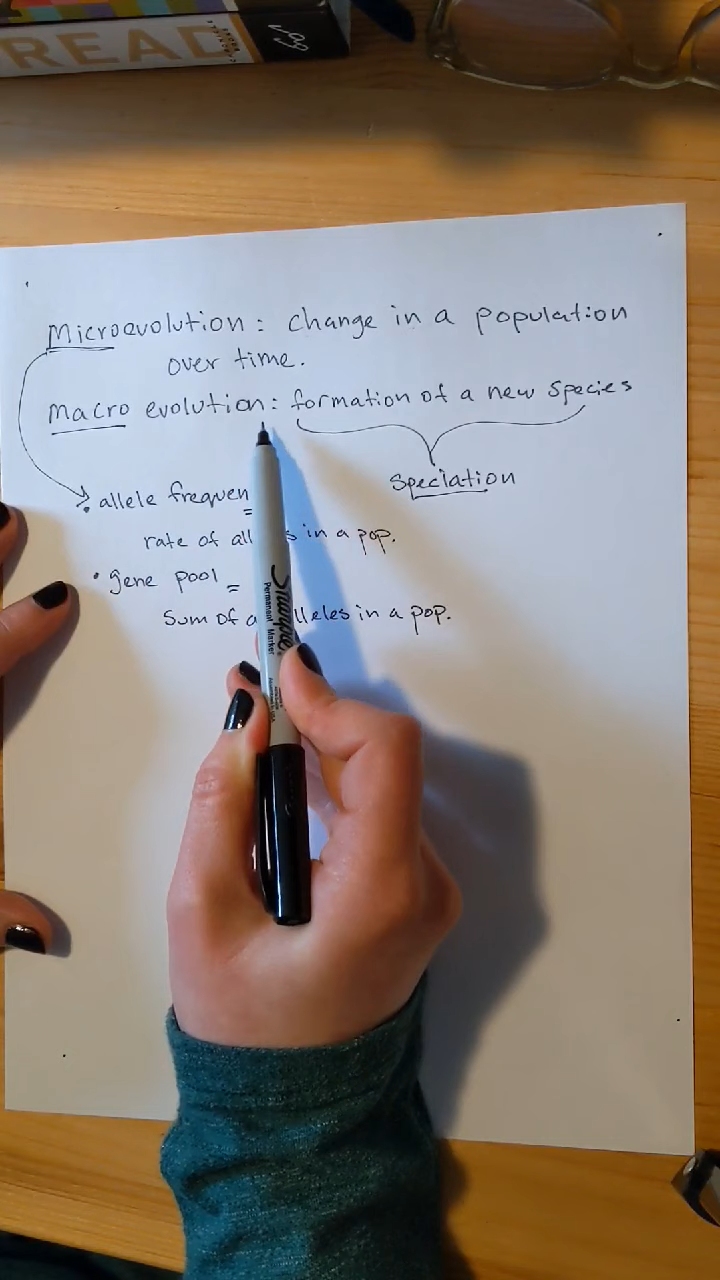 READ
Microevolution: change in a population
over time.
macro evolution: formation of a new species
speciation
• allele frequen
=
rate of all s in a pop.
• gene pool =
sum of a lleles in a pop.
Sharpie
Permanent Marker